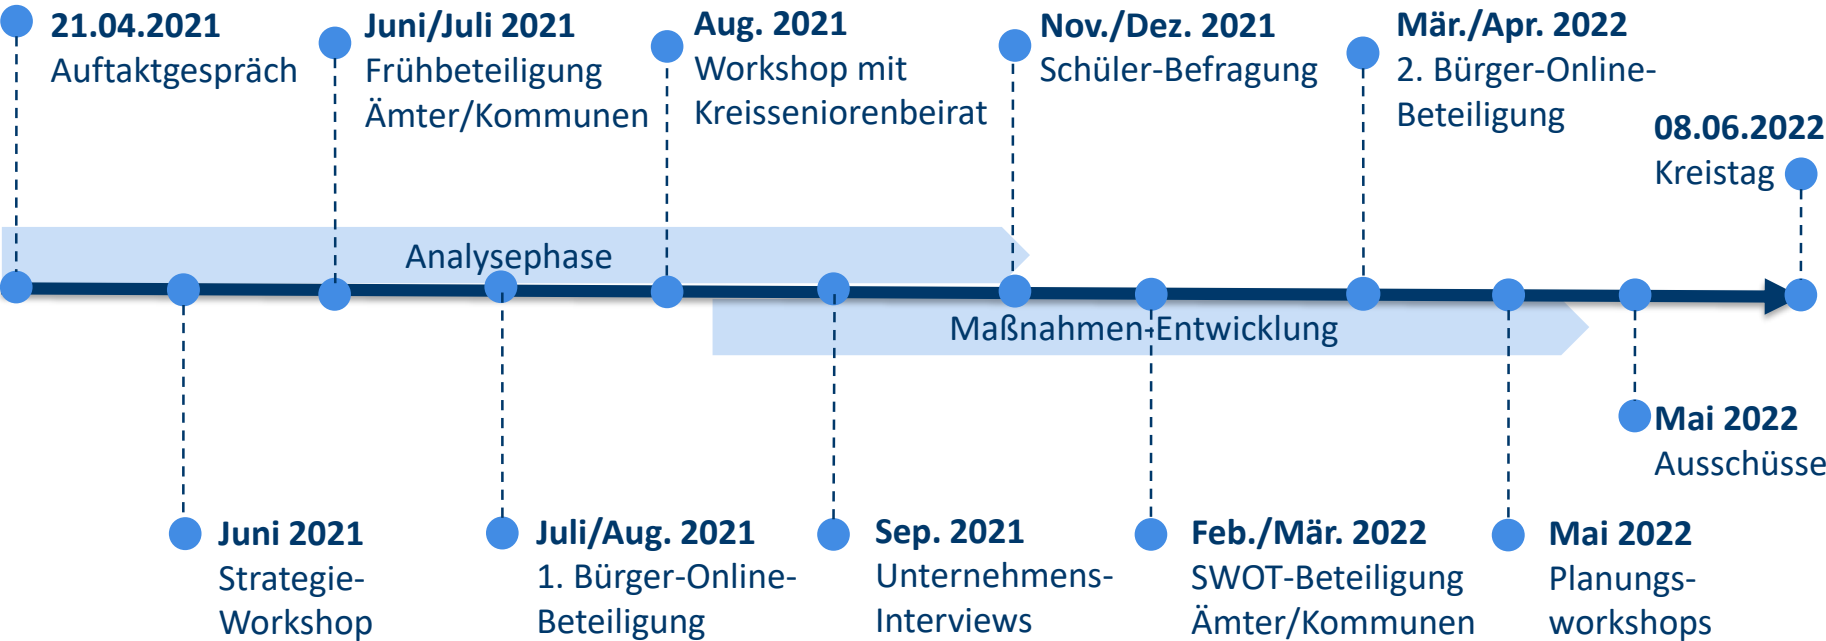 21.04.2021
Auftaktgespräch
Juni/Juli 2021
Frühbeteiligung
Ämter/Kommunen
Aug. 2021
Workshop mit
Kreisseniorenbeirat
Nov./Dez. 2021
Schüler-Befragung
Mär./Apr. 2022
2. Bürger-Online-
Beteiligung
08.06.2022
Kreistag
Analysephase
Maßnahmen-Entwicklung
Juni 2021
Strategie-
Workshop
Juli/Aug. 2021
1. Bürger-Online-
Beteiligung
Sep. 2021
Unternehmens-
Interviews
Feb./Mär. 2022
SWOT-Beteiligung
Ämter/Kommunen
Mai 2022
Planungs-
workshops
Mai 2022
Ausschüsse